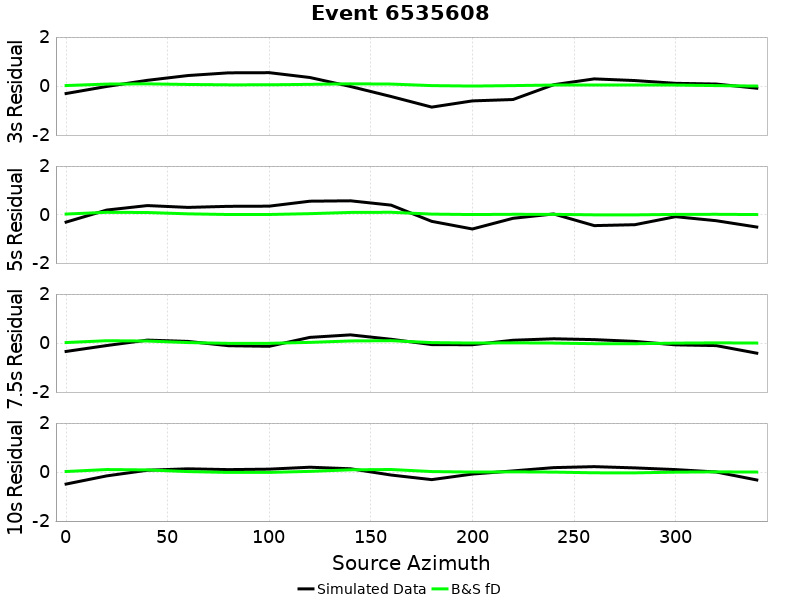 Event 6535608
3s Residual
2
0
-2
5s Residual
2
0
-2
7.5s Residual
2
0
-2
10s Residual
2
0
-2
0 50 100 150 200 250 300
Source Azimuth
Simulated Data B&S fD